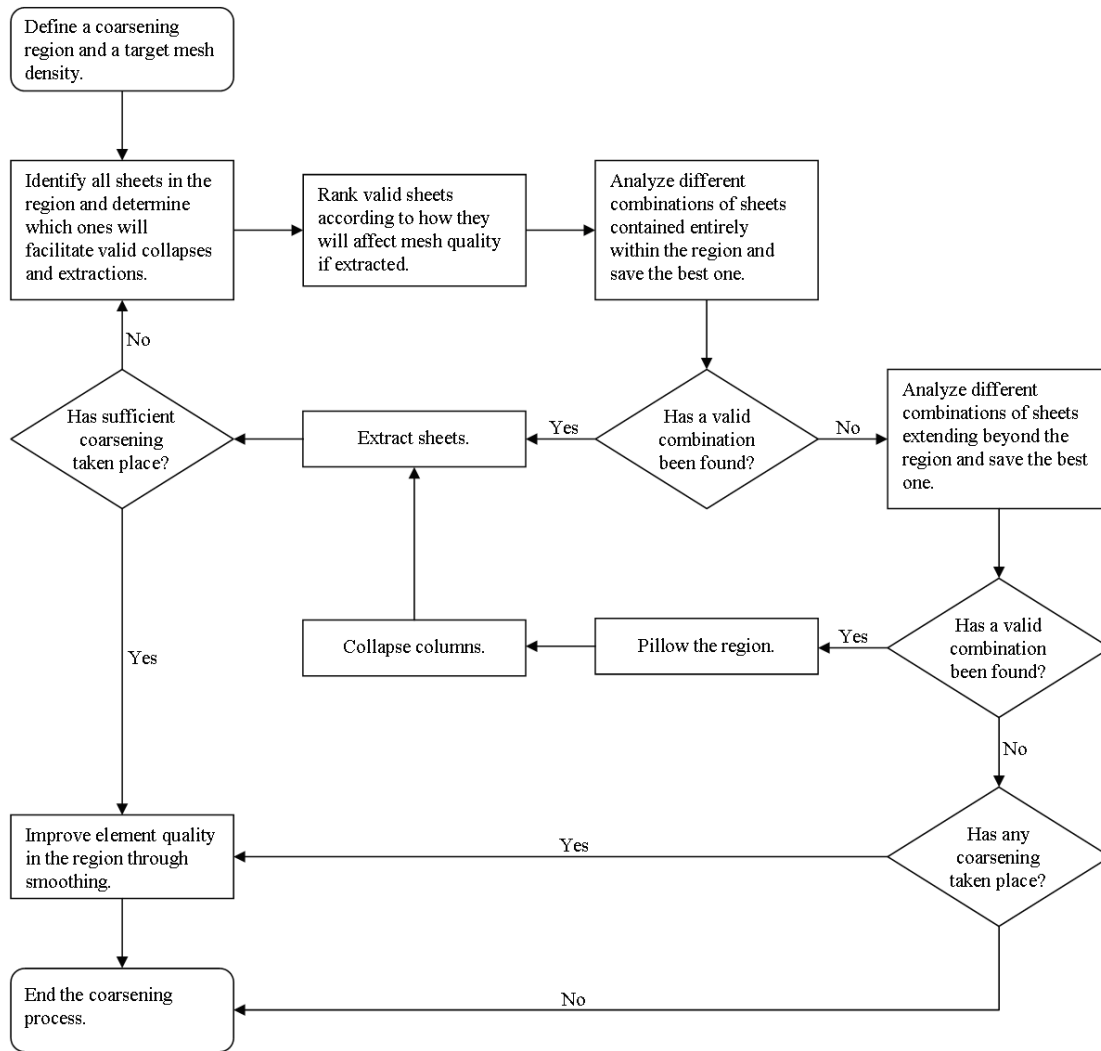 Define a coarsening
region and a target mesh
density.
Identify all sheets in the
region and determine
which ones will
facilitate valid collapses
and extractions.
Rank valid sheets
according to how they
will affect mesh quality
if extracted.
Analyze different
combinations of sheets
contained entirely
within the region and
save the best one.
No
Has sufficient
coarsening
taken place?
Extract sheets.
Yes
Has a valid
combination
been found?
No
Analyze different
combinations of sheets
extending beyond the
region and save the best
one.
Yes
Collapse columns.
Pillow the region.
Yes
Has a valid
combination
been found?
No
Improve element quality
in the region through
smoothing.
Yes
Has any
coarsening
taken place?
End the coarsening
process.
No